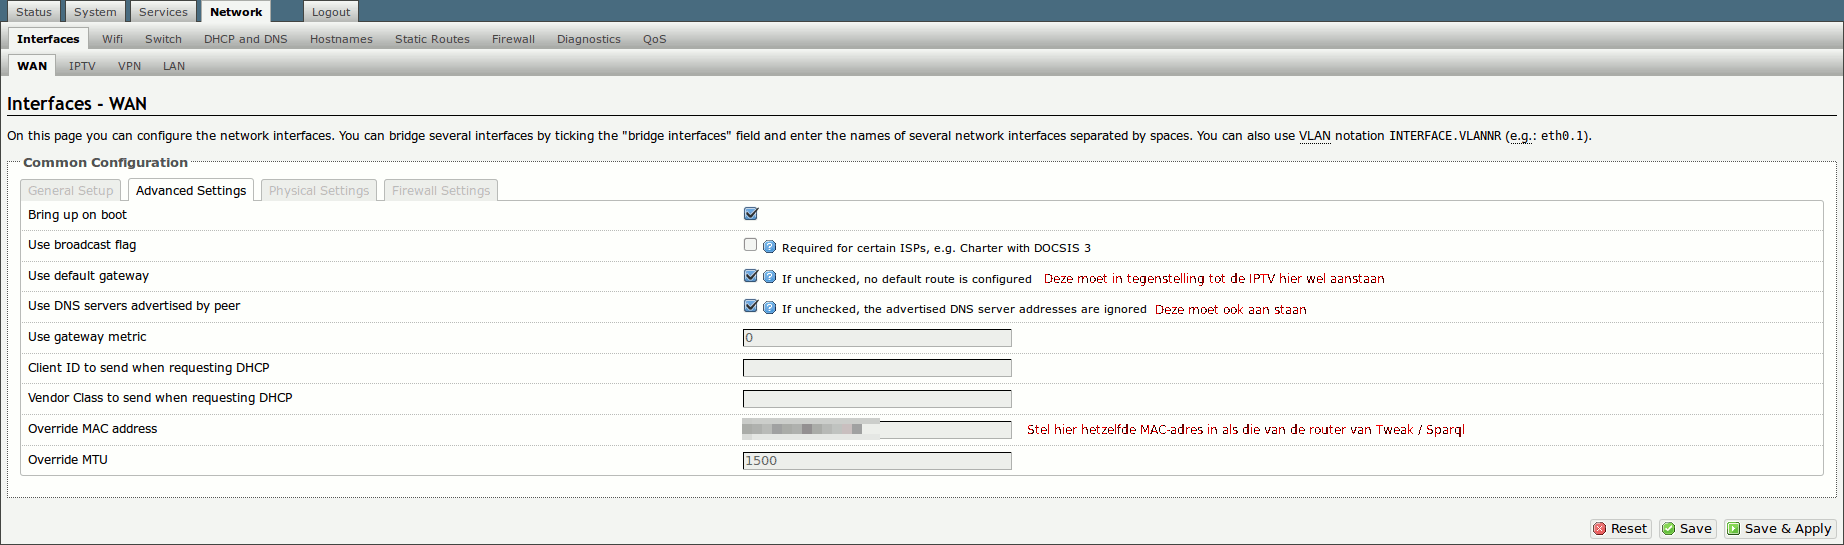 Status System Services Network Logout
Interfaces Wifi Switch DHCP and DNS Hostnames Static Routes Firewall Diagnostics QoS
WAN IPTV VPN LAN
Interfaces - WAN
On this page you can configure the network interfaces. You can bridge several interfaces by ticking the "bridge interfaces" field and enter the names of several network interfaces separated by spaces. You can also use VLAN notation INTERFACE.VLANNR (e.g.: eth0.1).
Common Configuration
General Setup Advanced Settings Physical Settings Firewall Settings
Bring up on boot
Use broadcast flag Required for certain ISPs, e.g. Charter with DOCSIS 3
Use default gateway If unchecked, no default route is configured Deze moet in tegenstelling tot de IPTV hier wel aanstaan
Use DNS servers advertised by peer If unchecked, the advertised DNS server addresses are ignored Deze moet ook aan staan
Use gateway metric 0
Client ID to send when requesting DHCP
Vendor Class to send when requesting DHCP
Override MAC address Stel hier hetzelfde MAC-adres in als die van de router van Tweak / Sparql
Override MTU 1500
Reset Save Save & Apply